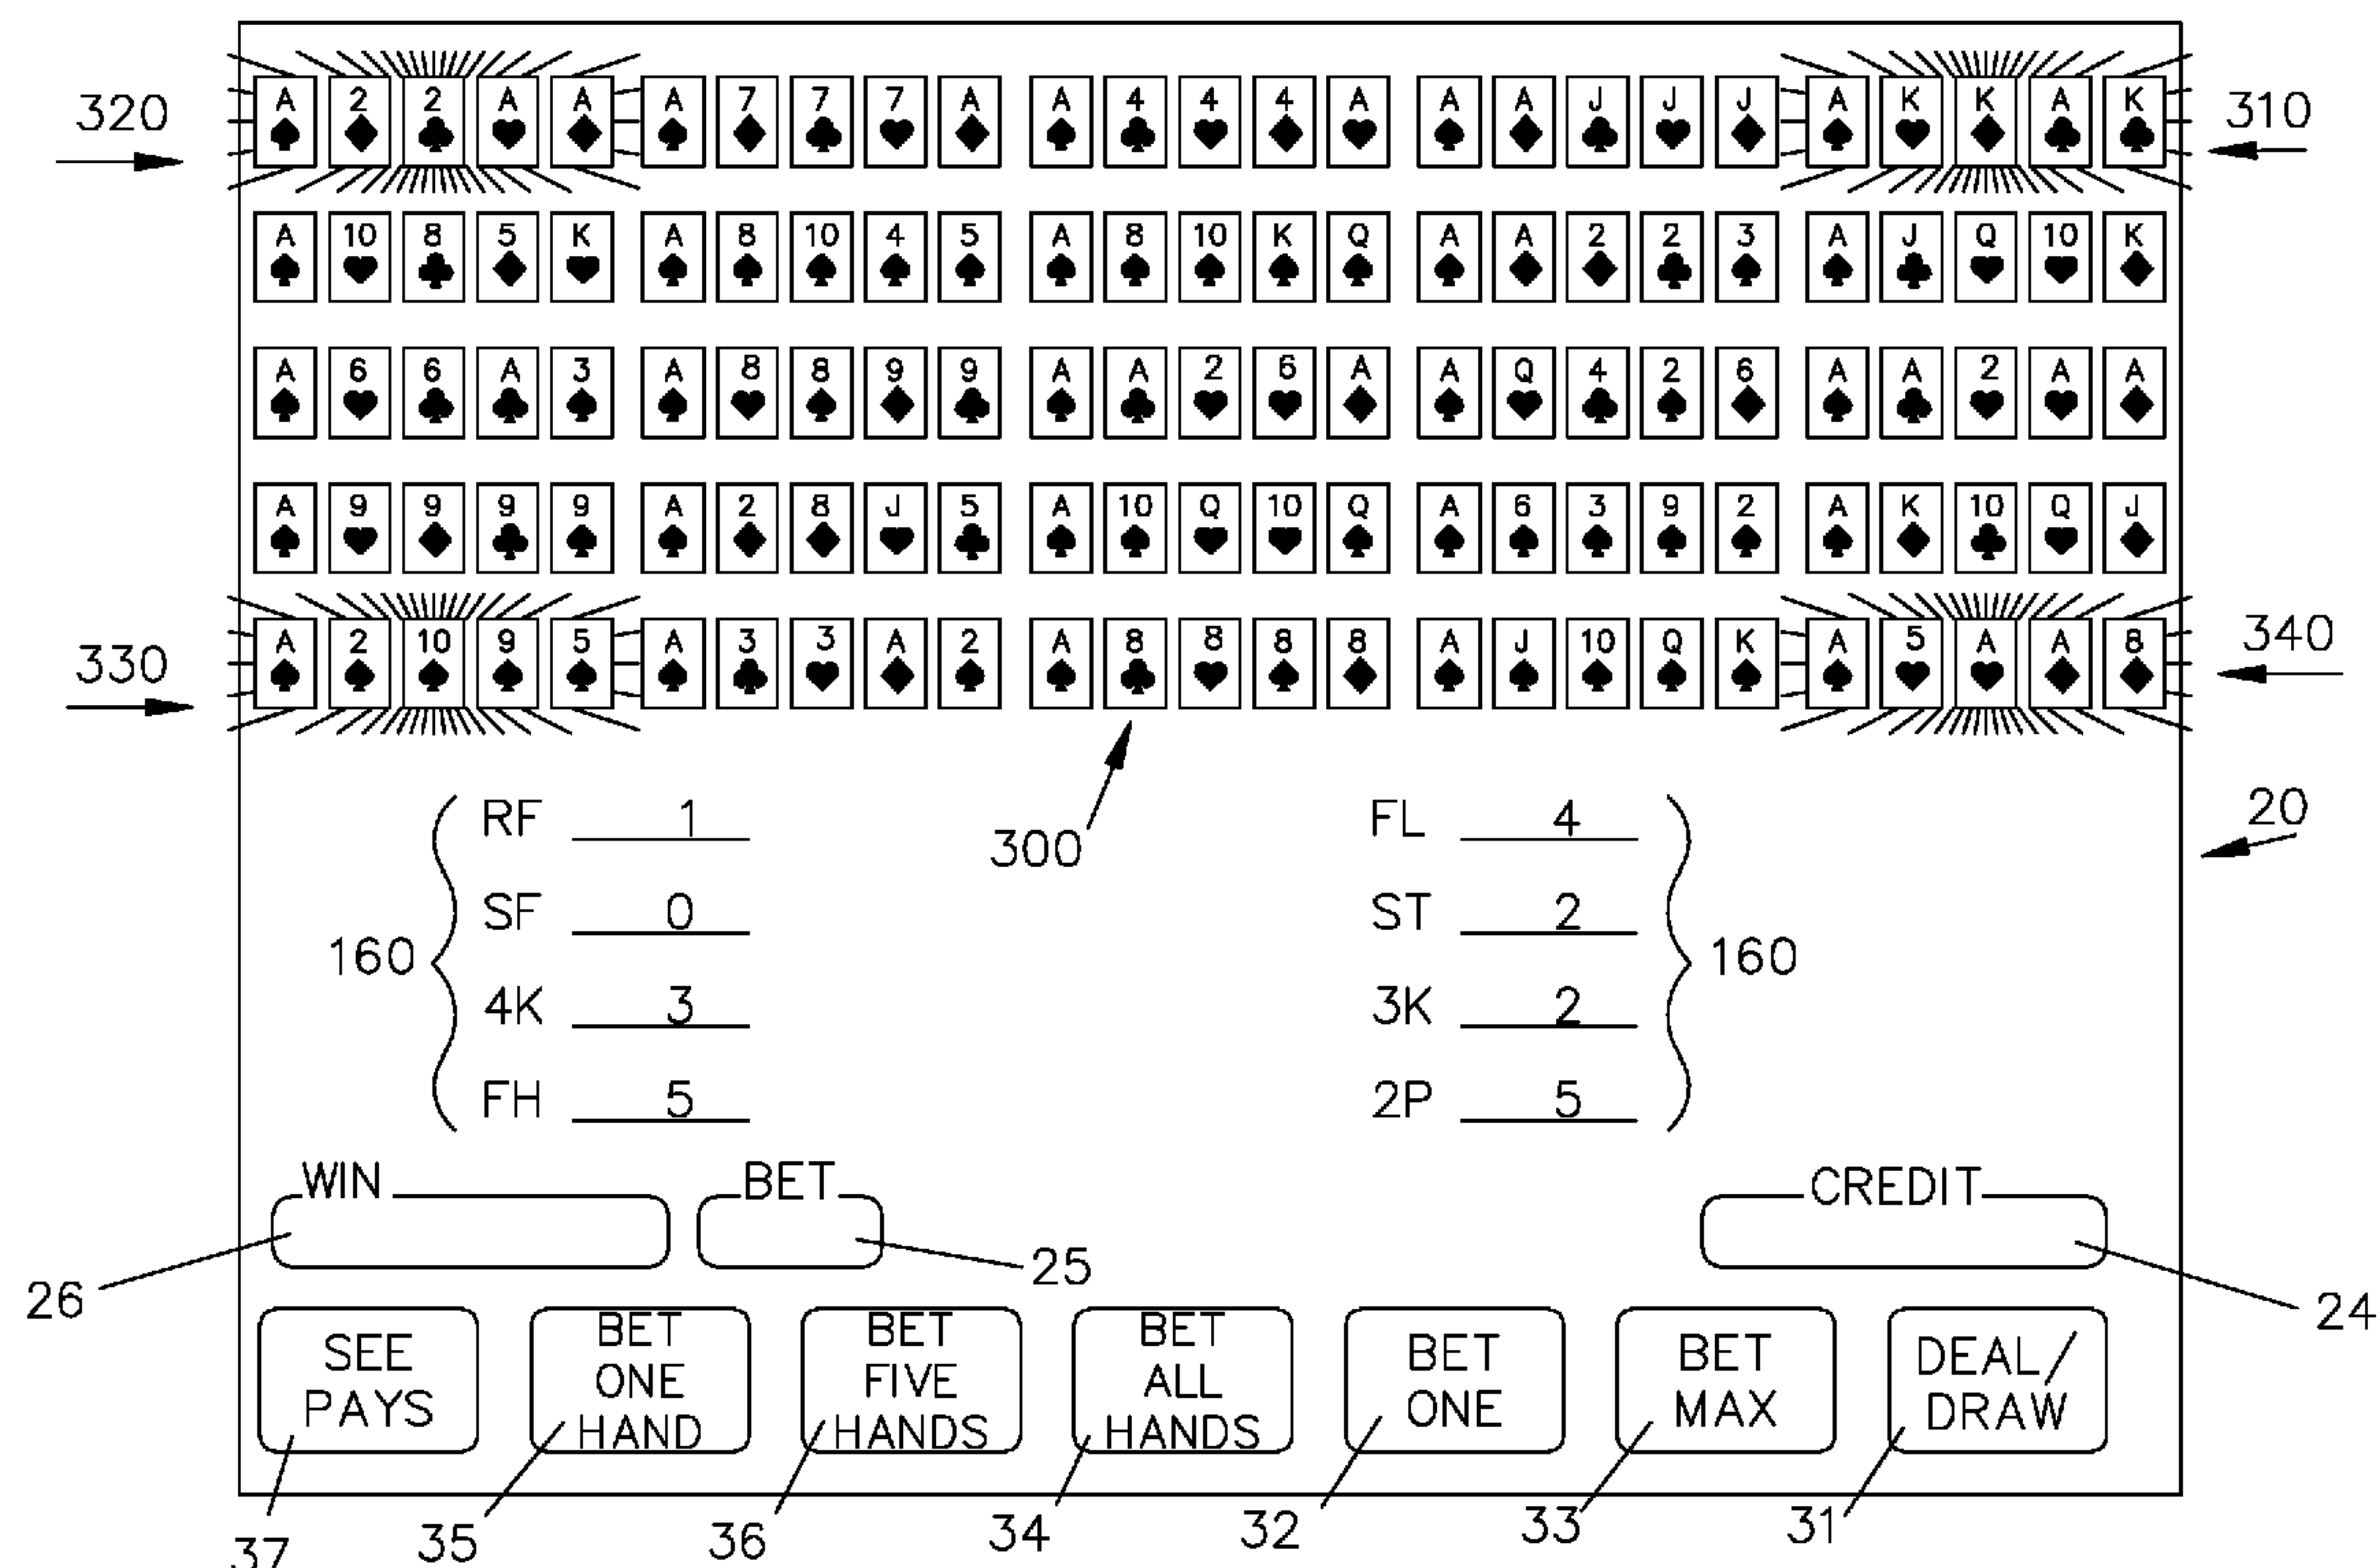 320 A 2 2 A A A 7 7 7 A A 4 4 4 A A A J J J A K K A K 310
A 10 8 5 K A 8 10 4 5 A 8 10 K Q A A 2 2 3 A J Q 10 K
A 6 6 A 3 A 8 8 9 9 A A 2 6 A A Q 4 2 6 A A 2 A A
A 9 9 9 9 A 2 8 J 5 A 10 Q 10 Q A 6 3 9 2 A K 10 Q J
330 A 2 10 9 5 A 3 3 A 2 A 8 8 8 8 A J 10 Q K A 5 A A 8 340
300
20
RF 1 FL 4
SF 0 ST 2
160 160
4K 3 3K 2
FH 5 2P 5
WIN BET CREDIT
26 25 24
SEE
PAYS
BET
ONE
HAND
BET
FIVE
HANDS
BET
ALL
HANDS
BET
ONE
BET
MAX
DEAL/
DRAW
37 35 36 34 32 33 31